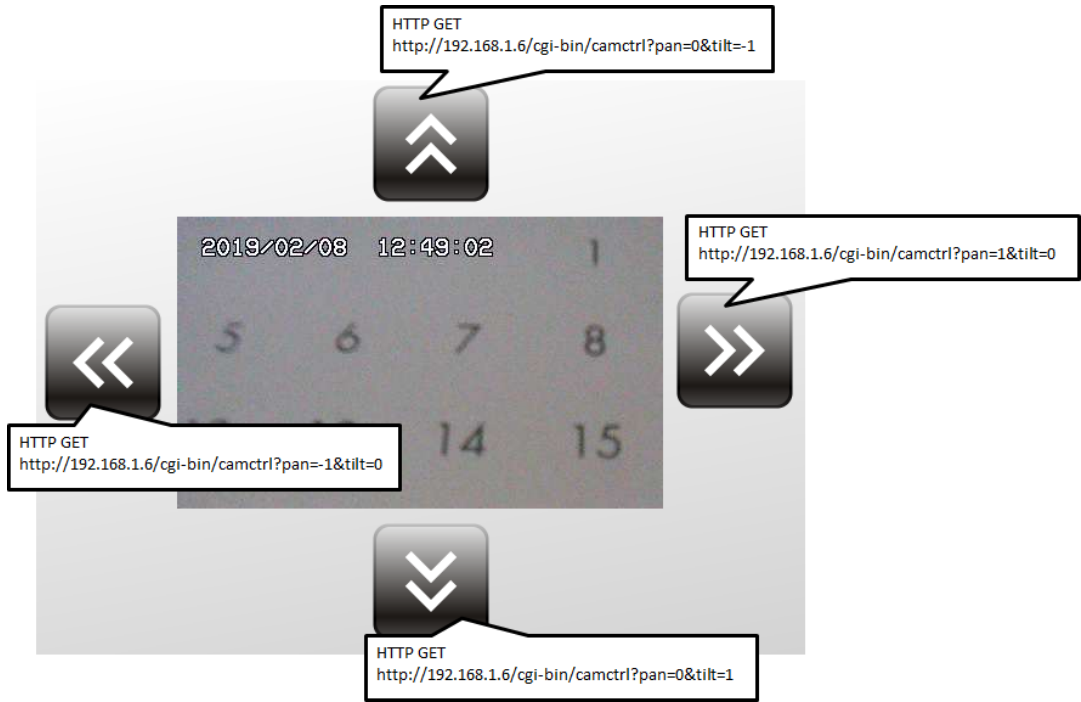 HTTP GET
http://192.168.1.6/cgi-bin/camctrl?pan=0&tilt=-1
2019/02/08 12:49:02
1
HTTP GET
http://192.168.1.6/cgi-bin/camctrl?pan=1&tilt=0
5 6 7 8
HTTP GET
http://192.168.1.6/cgi-bin/camctrl?pan=-1&tilt=0
14 15
HTTP GET
http://192.168.1.6/cgi-bin/camctrl?pan=0&tilt=1